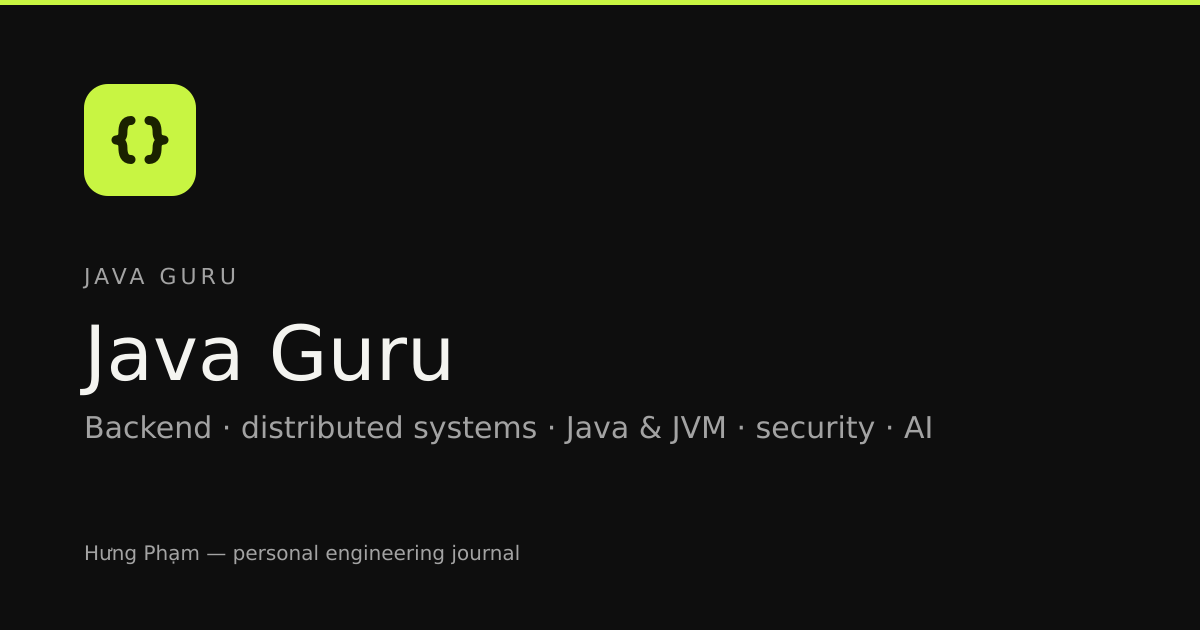 {}
JAVA GURU
Java Guru
Backend · distributed systems · Java & JVM · security · AI
Hưng Phạm — personal engineering journal